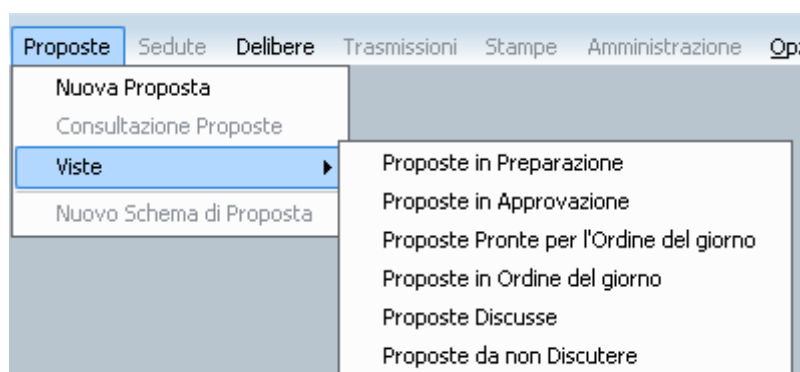 Proposte Sedute Delibere Trasmissioni Stampe Amministrazione
Nuova Proposta
Consultazione Proposte
Viste
Nuovo Schema di Proposta
Proposte in Preparazione
Proposte in Approvazione
Proposte Pronte per l'Ordine del giorno
Proposte in Ordine del giorno
Proposte Discusse
Proposte da non Discutere